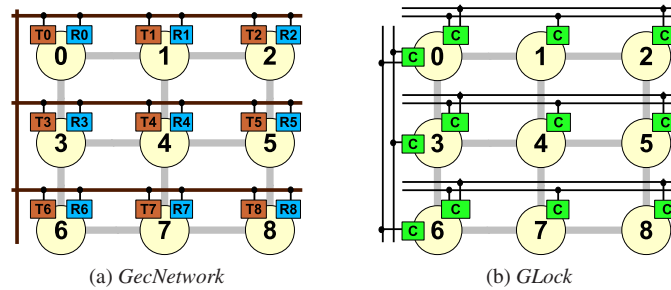 T0 R0 T1 R1 T2 R2
0 1 2
T3 R3 T4 R4 T5 R5
3 4 5
T6 R6 T7 R7 T8 R8
6 7 8
(a) GecNetwork
C C C
C 0 1 2
C C C
C 3 4 5
C C C
C 6 7 8
(b) GLock